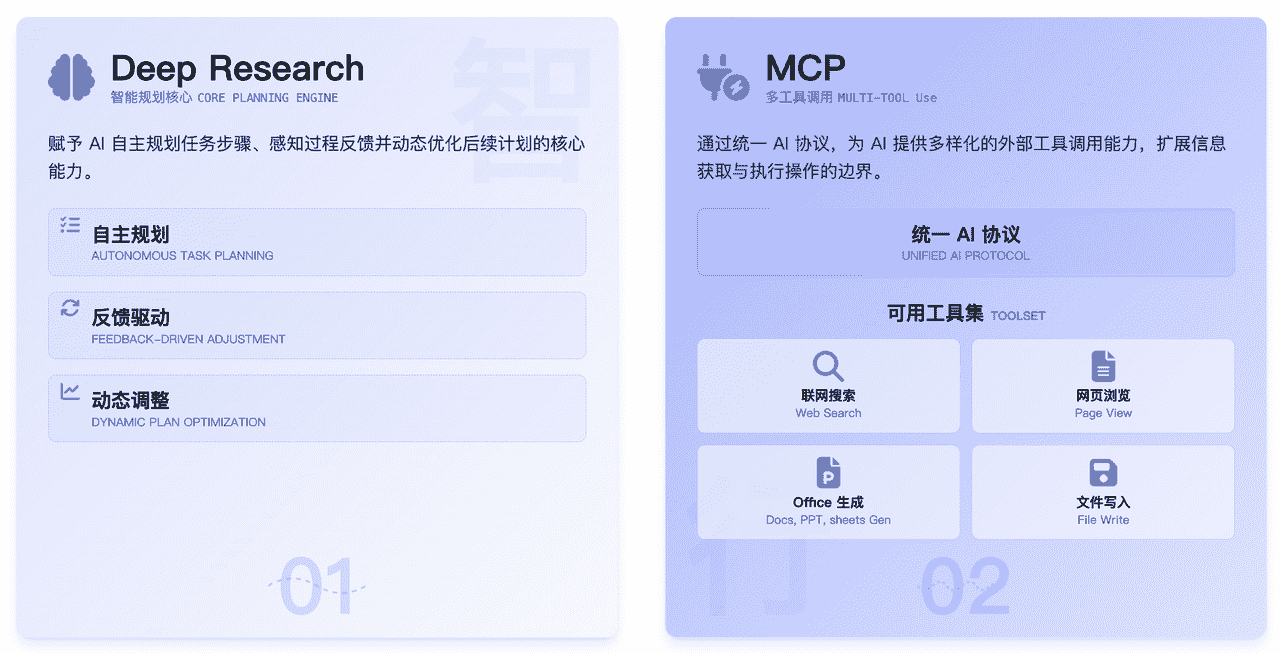 智
Deep Research
智能规划核心 CORE PLANNING ENGINE
赋予 AI 自主规划任务步骤、感知过程反馈并动态优化后续计划的核心
能力。
自主规划
AUTONOMOUS TASK PLANNING
反馈驱动
FEEDBACK-DRIVEN ADJUSTMENT
动态调整
DYNAMIC PLAN OPTIMIZATION
01
MCP
多工具调用 MULTI-TOOL Use
通过统一 AI 协议，为 AI 提供多样化的外部工具调用能力，扩展信息
获取与执行操作的边界。
统一 AI 协议
UNIFIED AI PROTOCOL
可用工具集 TOOLSET
联网搜索
Web Search
网页浏览
Page View
Office 生成
Docs, PPT, sheets Gen
文件写入
File Write
02